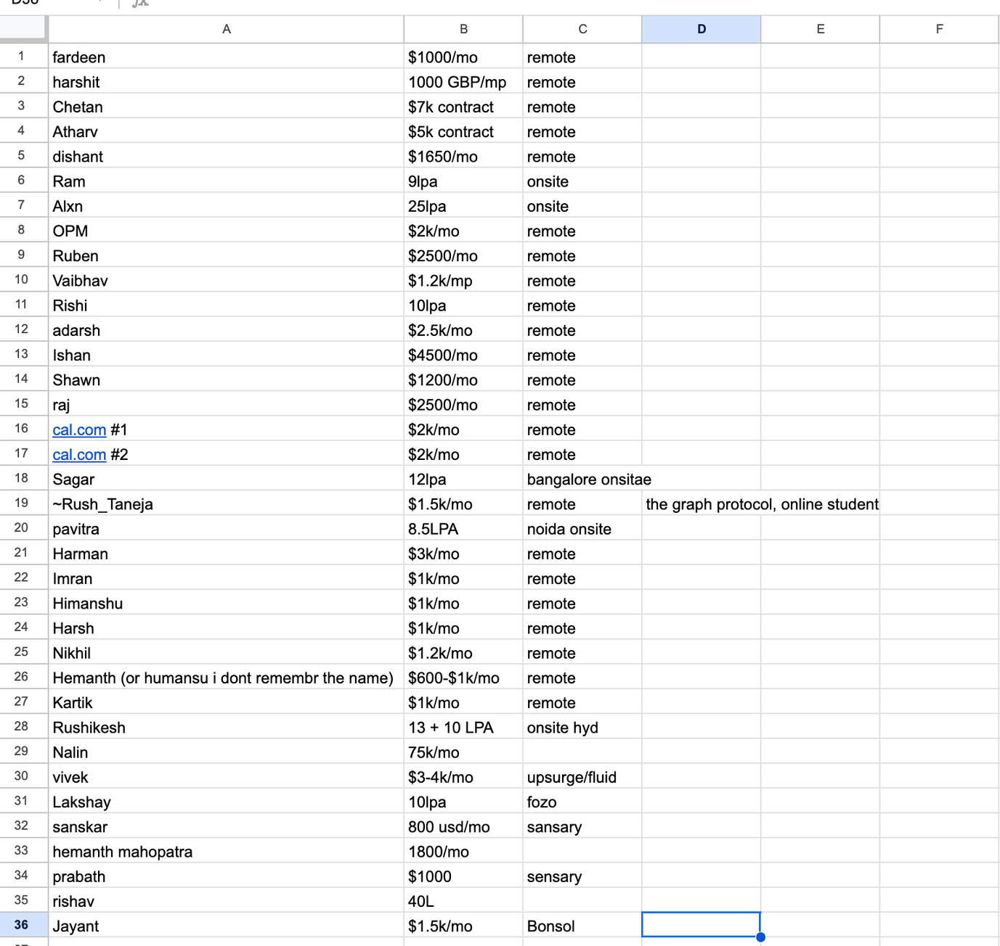 A B C D E F
1 fardeen $1000/mo remote
2 harshit 1000 GBP/mp remote
3 Chetan $7k contract remote
4 Atharv $5k contract remote
5 dishant $1650/mo remote
6 Ram 9lpa onsite
7 Alxn 25lpa onsite
8 OPM $2k/mo remote
9 Ruben $2500/mo remote
10 Vaibhav $1.2k/mp remote
11 Rishi 10lpa remote
12 adarsh $2.5k/mo remote
13 Ishan $4500/mo remote
14 Shawn $1200/mo remote
15 raj $2500/mo remote
16 cal.com #1 $2k/mo remote
17 cal.com #2 $2k/mo remote
18 Sagar 12lpa bangalore onsitae
19 ~Rush_Taneja $1.5k/mo remote the graph protocol, online student
20 pavitra 8.5LPA noida onsite
21 Harman $3k/mo remote
22 Imran $1k/mo remote
23 Himanshu $1k/mo remote
24 Harsh $1k/mo remote
25 Nikhil $1.2k/mo remote
26 Hemanth (or humansu i dont remembr the name) $600-$1k/mo remote
27 Kartik $1k/mo remote
28 Rushikesh 13 + 10 LPA onsite hyd
29 Nalin 75k/mo
30 vivek $3-4k/mo upsurge/fluid
31 Lakshay 10lpa fozo
32 sanskar 800 usd/mo sansary
33 hemanth mahopatra 1800/mo
34 prabath $1000 sensary
35 rishav 40L
36 Jayant $1.5k/mo Bonsol